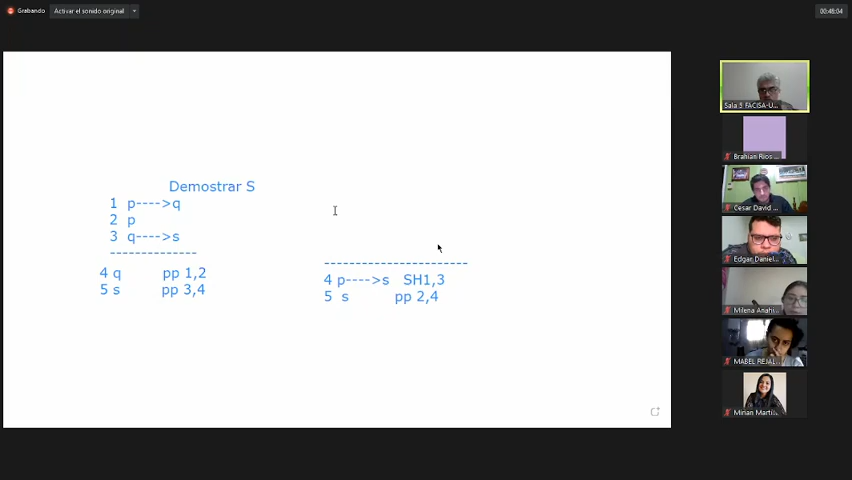 Grabando
Activar el sonido original
00:48:04
Demostrar S
1 p---->q
2 p
3 q---->s
-------------
4 q pp 1,2
5 s pp 3,4
----------------------
4 p---->s SH1,3
5 s pp 2,4
Sala 5 FACISA-U...
Brahian Rios ...
Cesar David ...
Edgar Daniel...
Milena Anahi...
MABEL REJAL...
Mirian Marti...